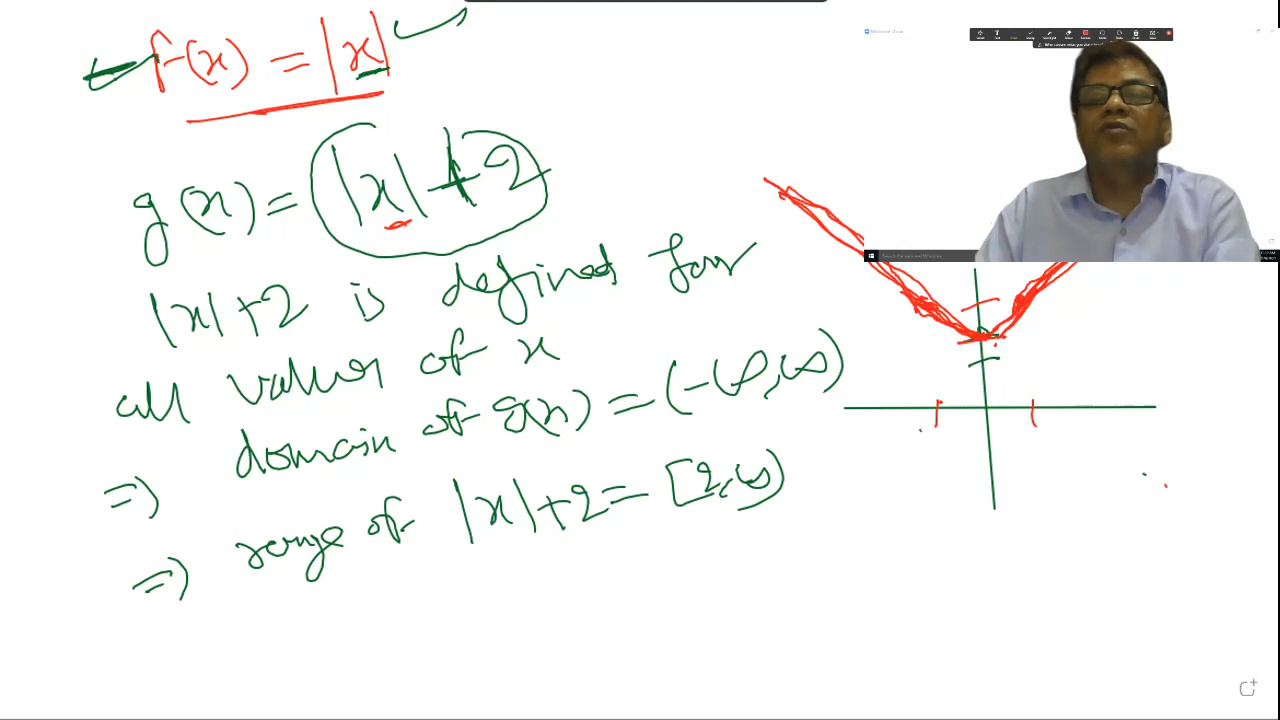 f(x) = |x|
g(x) = |x| + 2
|x| + 2 is defined for
all values of x
⇒ domain of g(x) = (-∞, ∞)
⇒ range of |x| + 2 = [2, ∞)